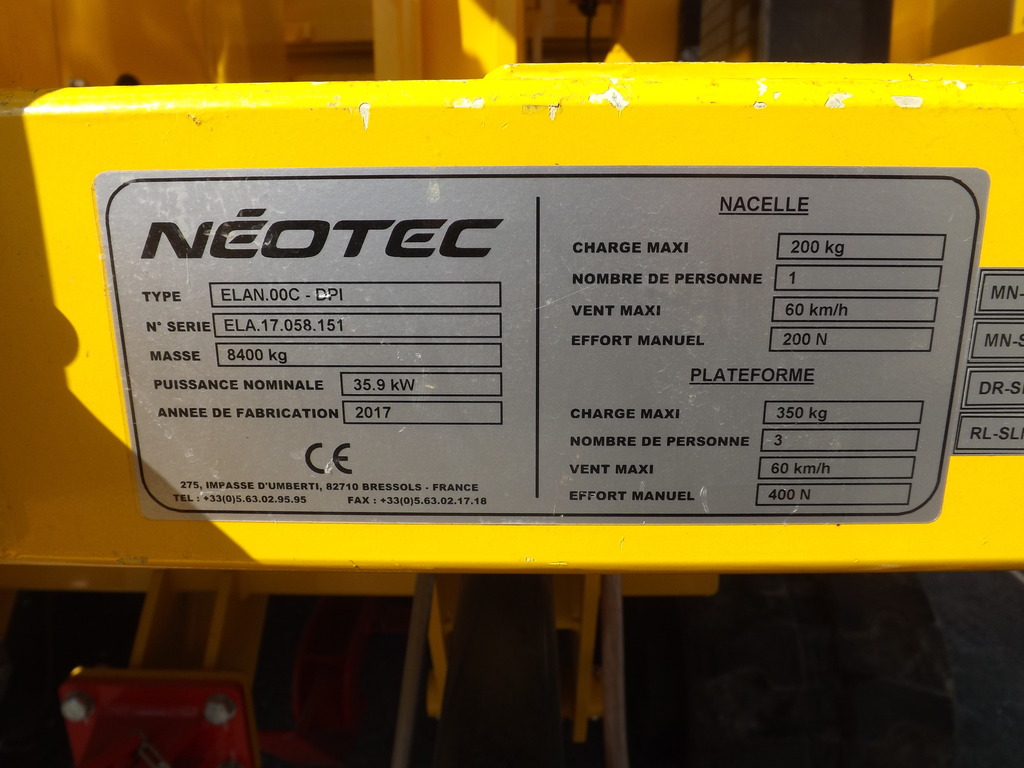 NÉOTEC
TYPE ELAN.00C - DPI
N° SERIE ELA.17.058.151
MASSE 8400 kg
PUISSANCE NOMINALE 35.9 kW
ANNEE DE FABRICATION 2017
CE
275, IMPASSE D'UMBERTI, 82710 BRESSOLS - FRANCE
TEL : +33(0)5.63.02.95.95 FAX : +33(0)5.63.02.17.18
NACELLE
CHARGE MAXI 200 kg
NOMBRE DE PERSONNE 1
VENT MAXI 60 km/h
EFFORT MANUEL 200 N
PLATEFORME
CHARGE MAXI 350 kg
NOMBRE DE PERSONNE 3
VENT MAXI 60 km/h
EFFORT MANUEL 400 N